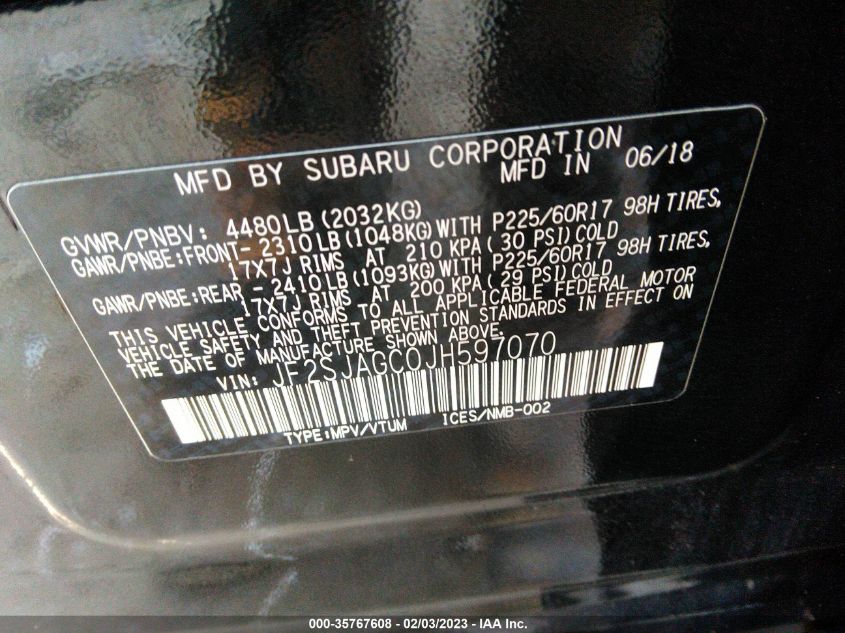 MFD BY SUBARU CORPORATION
MFD IN 06/18
GVWR/PNBV: 4480LB(2032KG)
GAWR/PNBE:FRONT- 2310LB(1048KG)WITH P225/60R17 98H TIRES,
17X7J RIMS AT 210 KPA( 30 PSI)COLD
GAWR/PNBE:REAR - 2410LB(1093KG)WITH P225/60R17 98H TIRES,
17X7J RIMS AT 200 KPA( 29 PSI)COLD
THIS VEHICLE CONFORMS TO ALL APPLICABLE FEDERAL MOTOR
VEHICLE SAFETY AND THEFT PREVENTION STANDARDS IN EFFECT ON
THE DATE OF MANUFACTURE SHOWN ABOVE.
VIN: JF2SJAGC0JH597070
TYPE:MPV/VTUM ICES/NMB-002
000-35767608 - 02/03/2023 - IAA Inc.